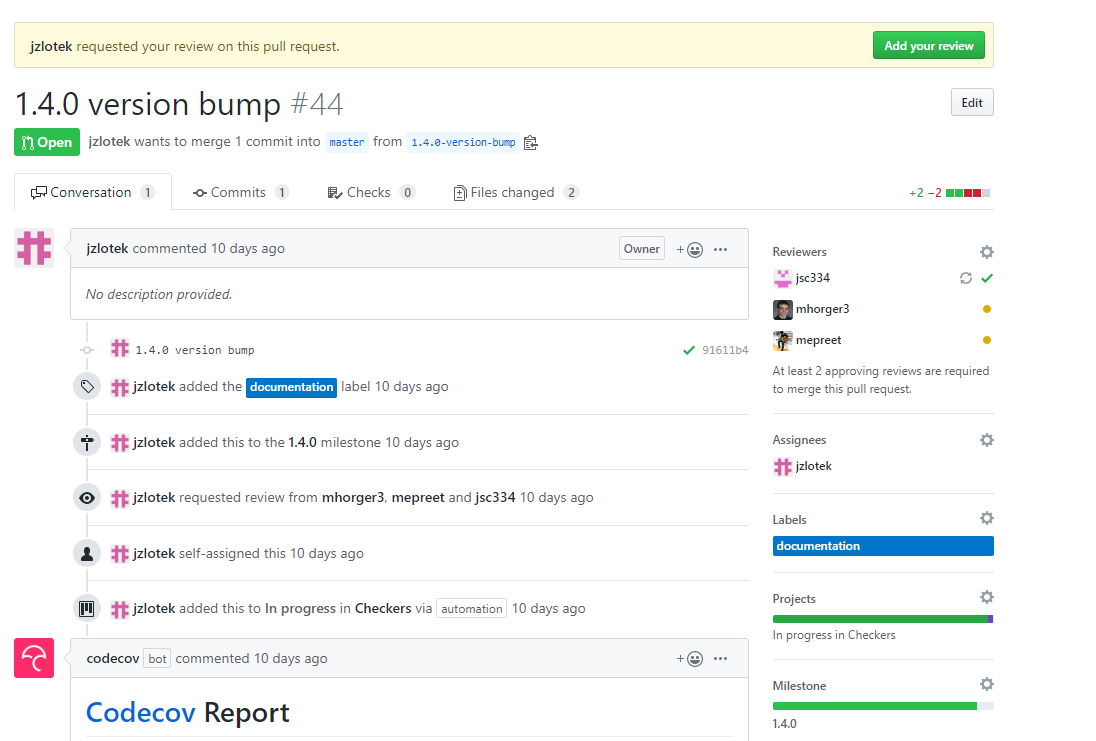 jzlotek requested your review on this pull request.
Add your review
1.4.0 version bump #44
Edit
Open
jzlotek wants to merge 1 commit into master from 1.4.0-version-bump
Conversation 1
Commits 1
Checks 0
Files changed 2
+2 −2
jzlotek commented 10 days ago
Owner
No description provided.
1.4.0 version bump
91611b4
jzlotek added the documentation label 10 days ago
jzlotek added this to the 1.4.0 milestone 10 days ago
jzlotek requested review from mhorger3, mepreet and jsc334 10 days ago
jzlotek self-assigned this 10 days ago
jzlotek added this to In progress in Checkers via automation 10 days ago
codecov bot commented 10 days ago
Codecov Report
Reviewers
jsc334
mhorger3
mepreet
At least 2 approving reviews are required
to merge this pull request.
Assignees
jzlotek
Labels
documentation
Projects
In progress in Checkers
Milestone
1.4.0